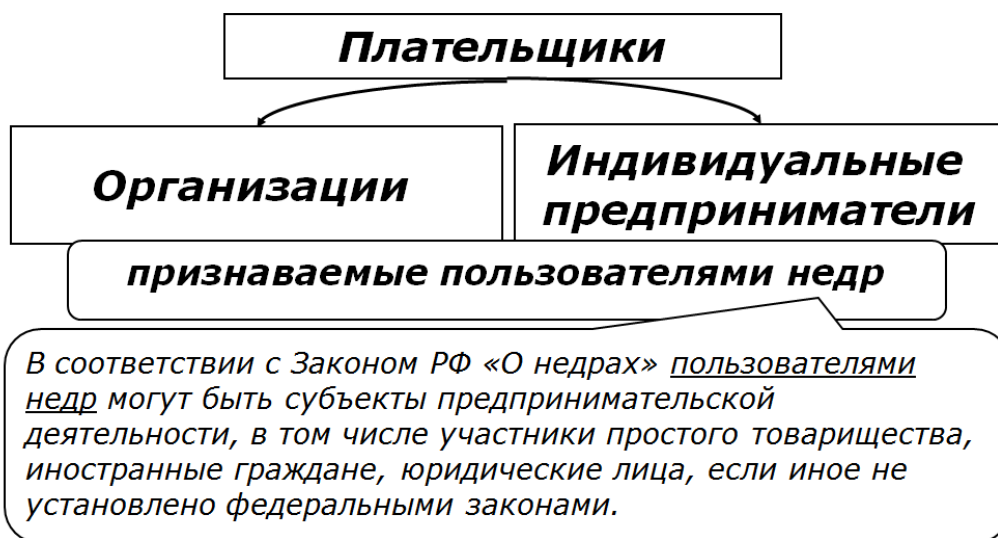 Плательщики
Организации
Индивидуальные
предприниматели
признаваемые пользователями недр
В соответствии с Законом РФ «О недрах» пользователями
недр могут быть субъекты предпринимательской
деятельности, в том числе участники простого товарищества,
иностранные граждане, юридические лица, если иное не
установлено федеральными законами.